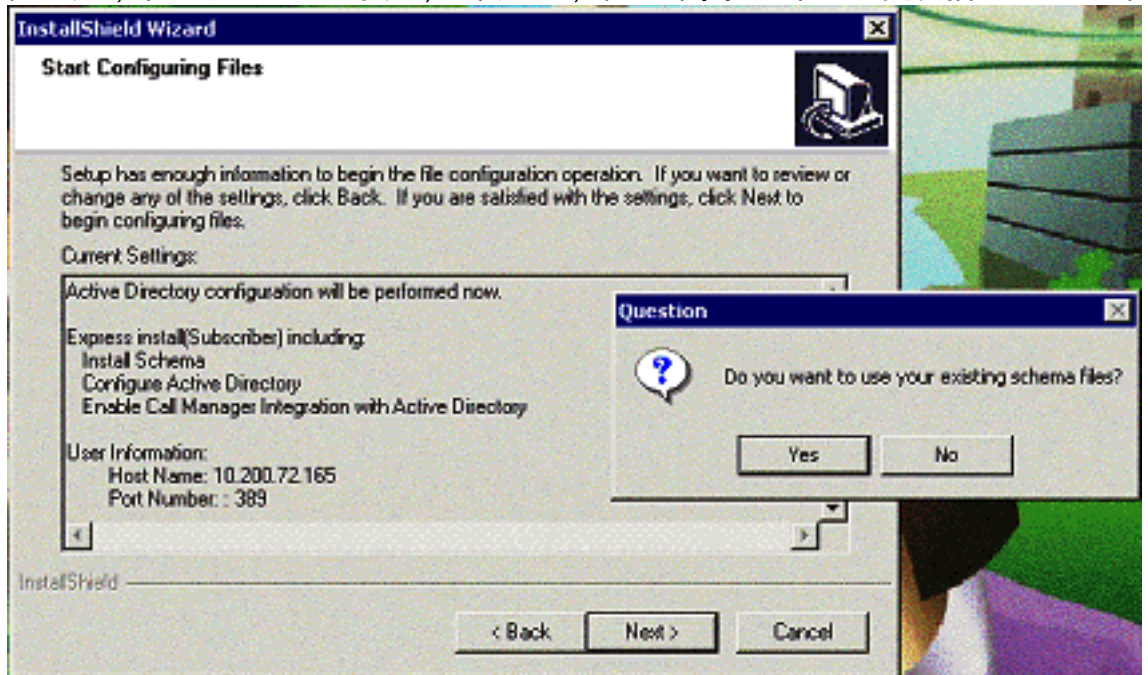 InstallShield Wizard
Start Configuring Files
Setup has enough information to begin the file configuration operation. If you want to review or
change any of the settings, click Back. If you are satisfied with the settings, click Next to
begin configuring files.
Current Settings:
Active Directory configuration will be performed now.
Express install(Subscriber) including:
Install Schema
Configure Active Directory
Enable Call Manager Integration with Active Directory
User Information:
Host Name: 10.200.72.165
Port Number: : 389
Question
Do you want to use your existing schema files?
Yes
No
InstallShield
< Back
Next >
Cancel